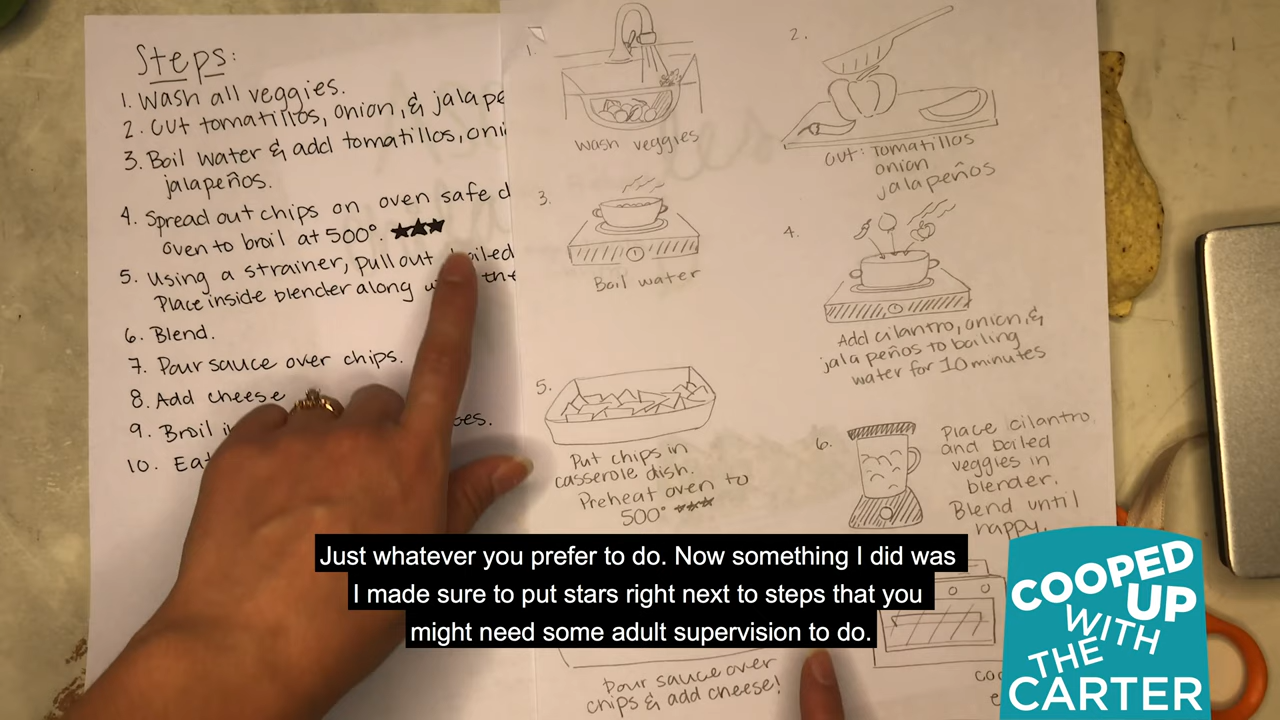 Steps:
1. Wash all veggies.
2. Cut tomatillos, onion, & jalape
3. Boil water & add tomatillos, oni
jalapeños.
4. Spread out chips on oven safe d
oven to broil at 500°. ★★★
5. Using a strainer, pull out boiled
Place inside blender along with the
6. Blend.
7. Pour sauce over chips.
8. Add cheese
9. Broil i
10. Eat
1.
Wash veggies
2.
Cut: Tomatillos
onion
jalapeños
3.
Boil water
4.
Add cilantro, onion, &
jalapeños to boiling
water for 10 minutes
5.
Put chips in
casserole dish.
Preheat oven to
500° ★★★
6.
Place cilantro
and boiled
veggies in
blender.
Blend until
happy.
Pour sauce over
chips & add cheese!
Just whatever you prefer to do. Now something I did was
I made sure to put stars right next to steps that you
might need some adult supervision to do.
COOPED
UP
WITH
THE
CARTER